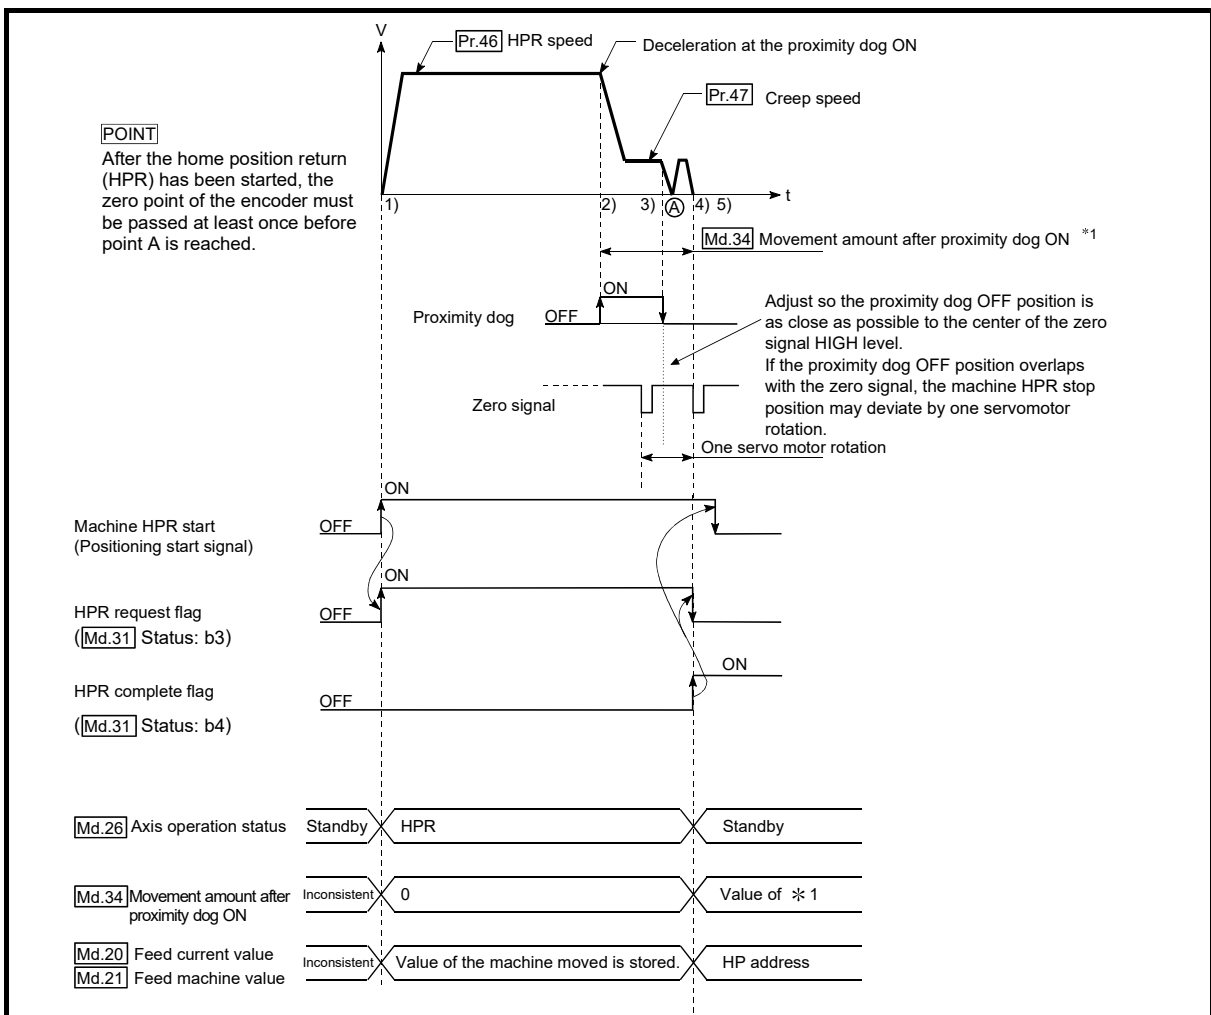 V
Pr.46 HPR speed
Deceleration at the proximity dog ON
Pr.47 Creep speed
POINT
After the home position return
(HPR) has been started, the
zero point of the encoder must
be passed at least once before
point A is reached.
t
1) 2) 3) A 4) 5)
Md.34 Movement amount after proximity dog ON *1
ON
Proximity dog OFF
Adjust so the proximity dog OFF position is
as close as possible to the center of the zero
signal HIGH level.
If the proximity dog OFF position overlaps
with the zero signal, the machine HPR stop
position may deviate by one servomotor
rotation.
Zero signal
One servo motor rotation
ON
Machine HPR start
(Positioning start signal)
OFF
ON
HPR request flag
(Md.31 Status: b3)
OFF
ON
HPR complete flag
(Md.31 Status: b4)
OFF
Md.26 Axis operation status Standby HPR Standby
Md.34 Movement amount after
proximity dog ON
Inconsistent 0 Value of *1
Md.20 Feed current value
Md.21 Feed machine value
Inconsistent Value of the machine moved is stored. HP address